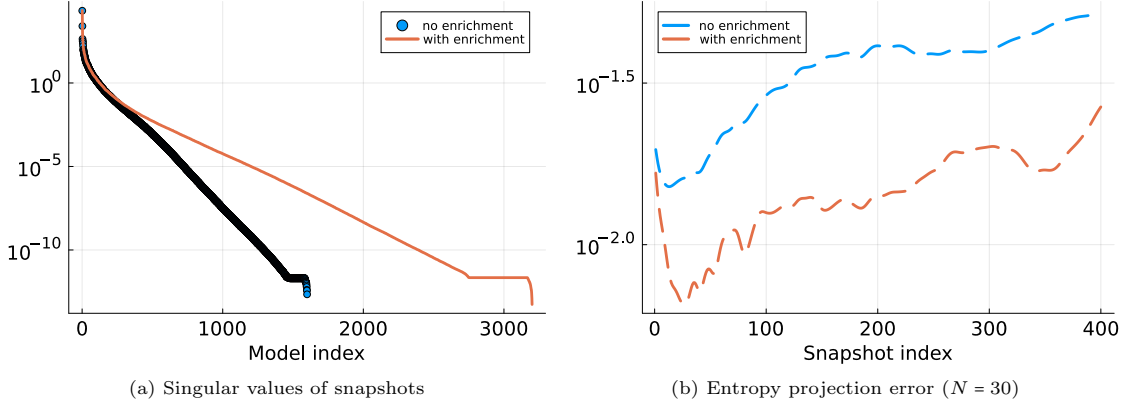 no enrichment
with enrichment
10^0
10^-5
10^-10
0
1000
2000
3000
Model index
(a) Singular values of snapshots
no enrichment
with enrichment
10^-1.5
10^-2.0
0
100
200
300
400
Snapshot index
(b) Entropy projection error (N = 30)